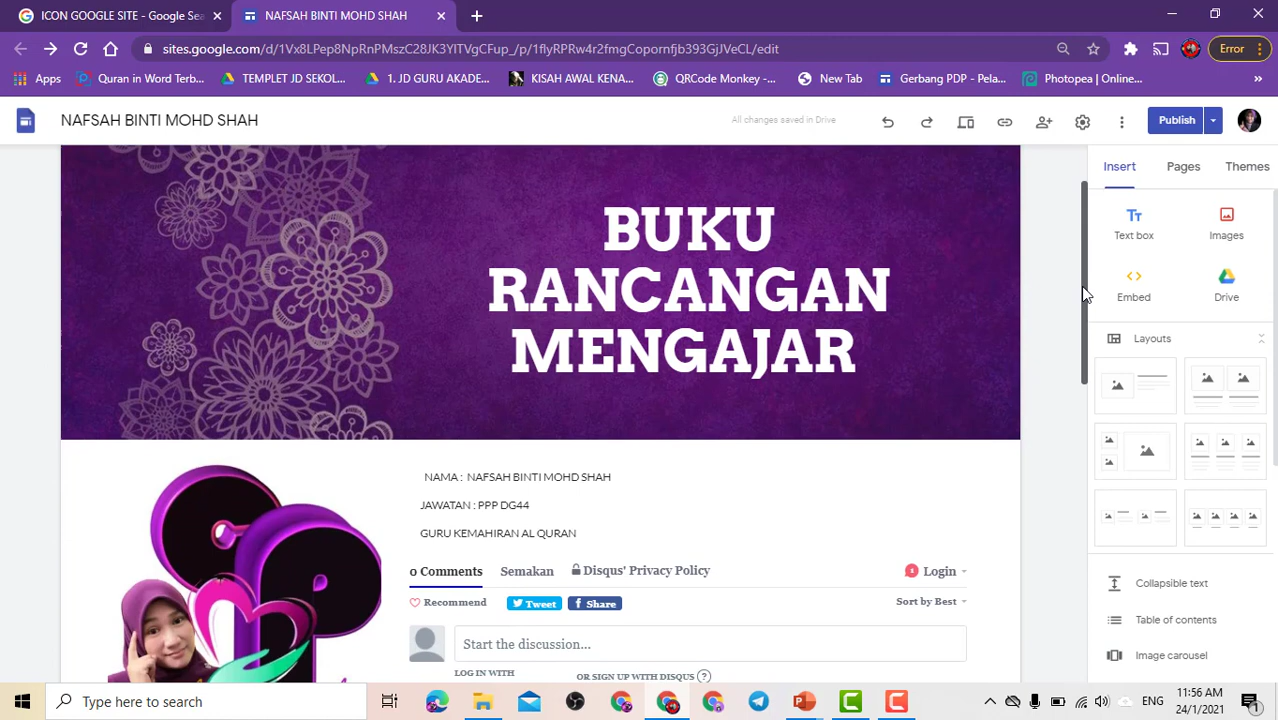 ICON GOOGLE SITE - Google Sear
NAFSAH BINTI MOHD SHAH
sites.google.com/d/1Vx8LPep8NpRnPMszC28JK3YITVgCFup_/p/1flyRPRw4r2fmgCopornfjb393GjJVeCL/edit
Error
Apps
Quran in Word Terb...
TEMPLET JD SEKOL...
1. JD GURU AKADE...
KISAH AWAL KENA...
QRCode Monkey -...
New Tab
Gerbang PDP - Pela...
Photopea | Online...
NAFSAH BINTI MOHD SHAH
All changes saved in Drive
Publish
Insert
Pages
Themes
BUKU
RANCANGAN
MENGAJAR
Text box
Images
Embed
Drive
Layouts
NAMA : NAFSAH BINTI MOHD SHAH
JAWATAN : PPP DG44
GURU KEMAHIRAN AL QURAN
0 Comments
Semakan
Disqus' Privacy Policy
1
Login
Recommend
Tweet
Share
Sort by Best
Start the discussion...
LOG IN WITH
OR SIGN UP WITH DISQUS ?
Collapsible text
Table of contents
Image carousel
Type here to search
ENG
11:56 AM
24/1/2021
1